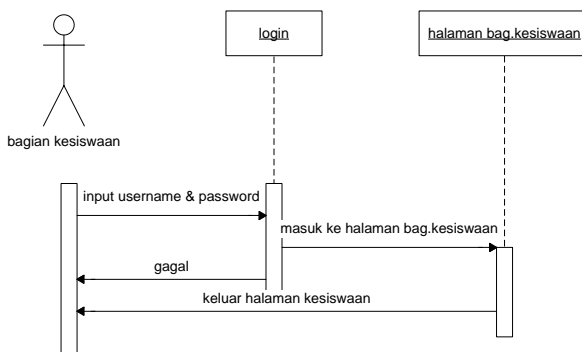 login
halaman bag.kesiswaan
bagian kesiswaan
input username & password
masuk ke halaman bag.kesiswaan
gagal
keluar halaman kesiswaan